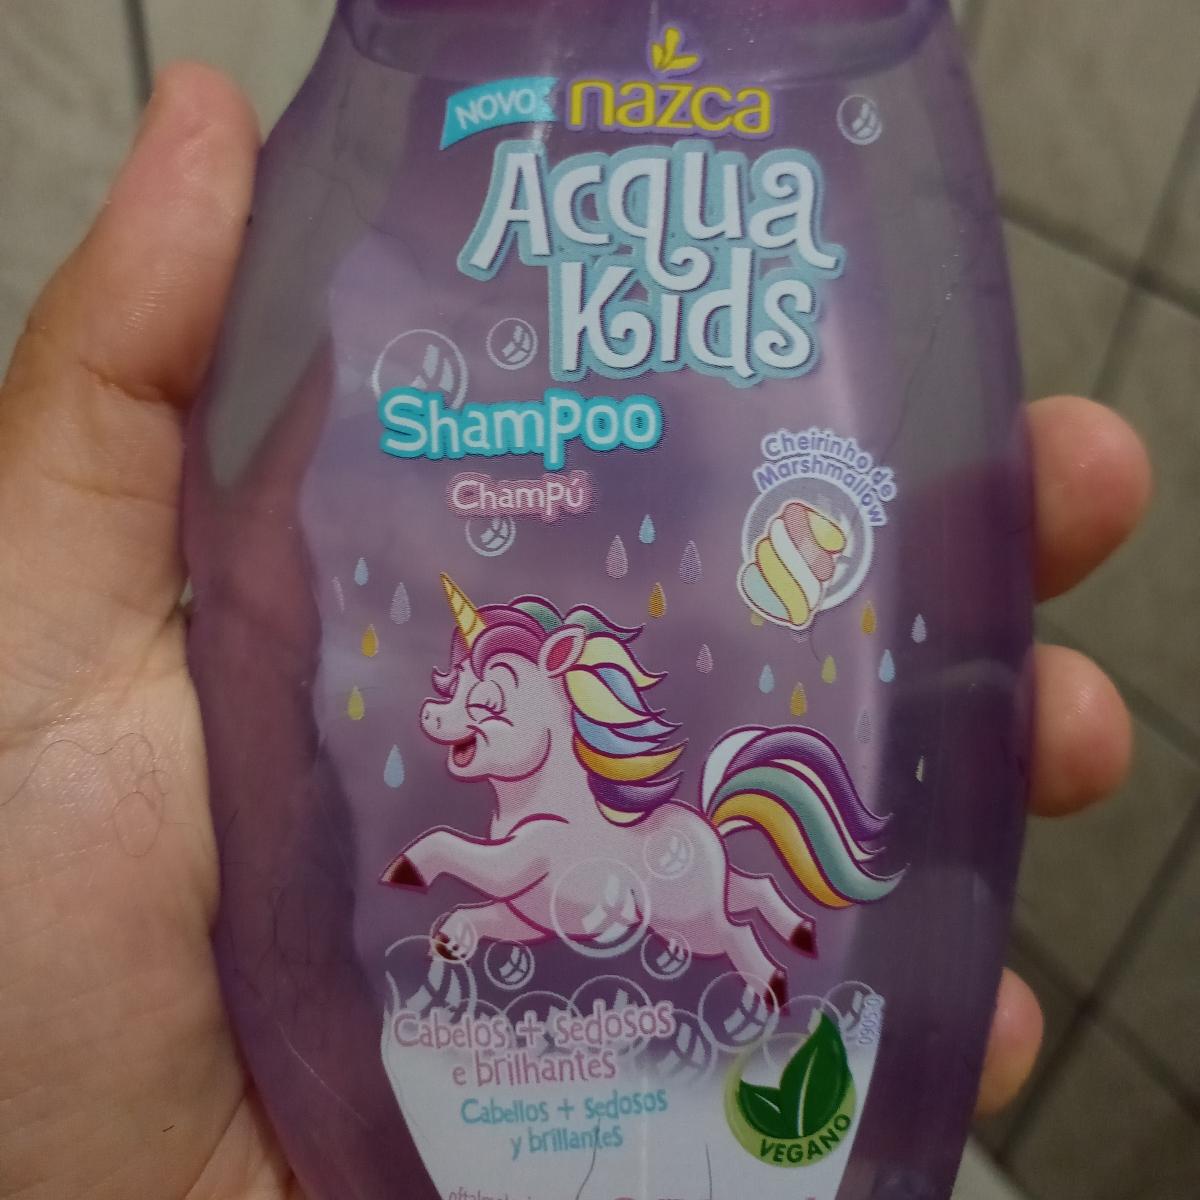 NOVO
nazca
Acqua
Kids
Shampoo
Champú
Cheirinho de
Marshmallow
Cabelos + sedosos
e brilhantes
Cabellos + sedosos
y brillantes
VEGANO